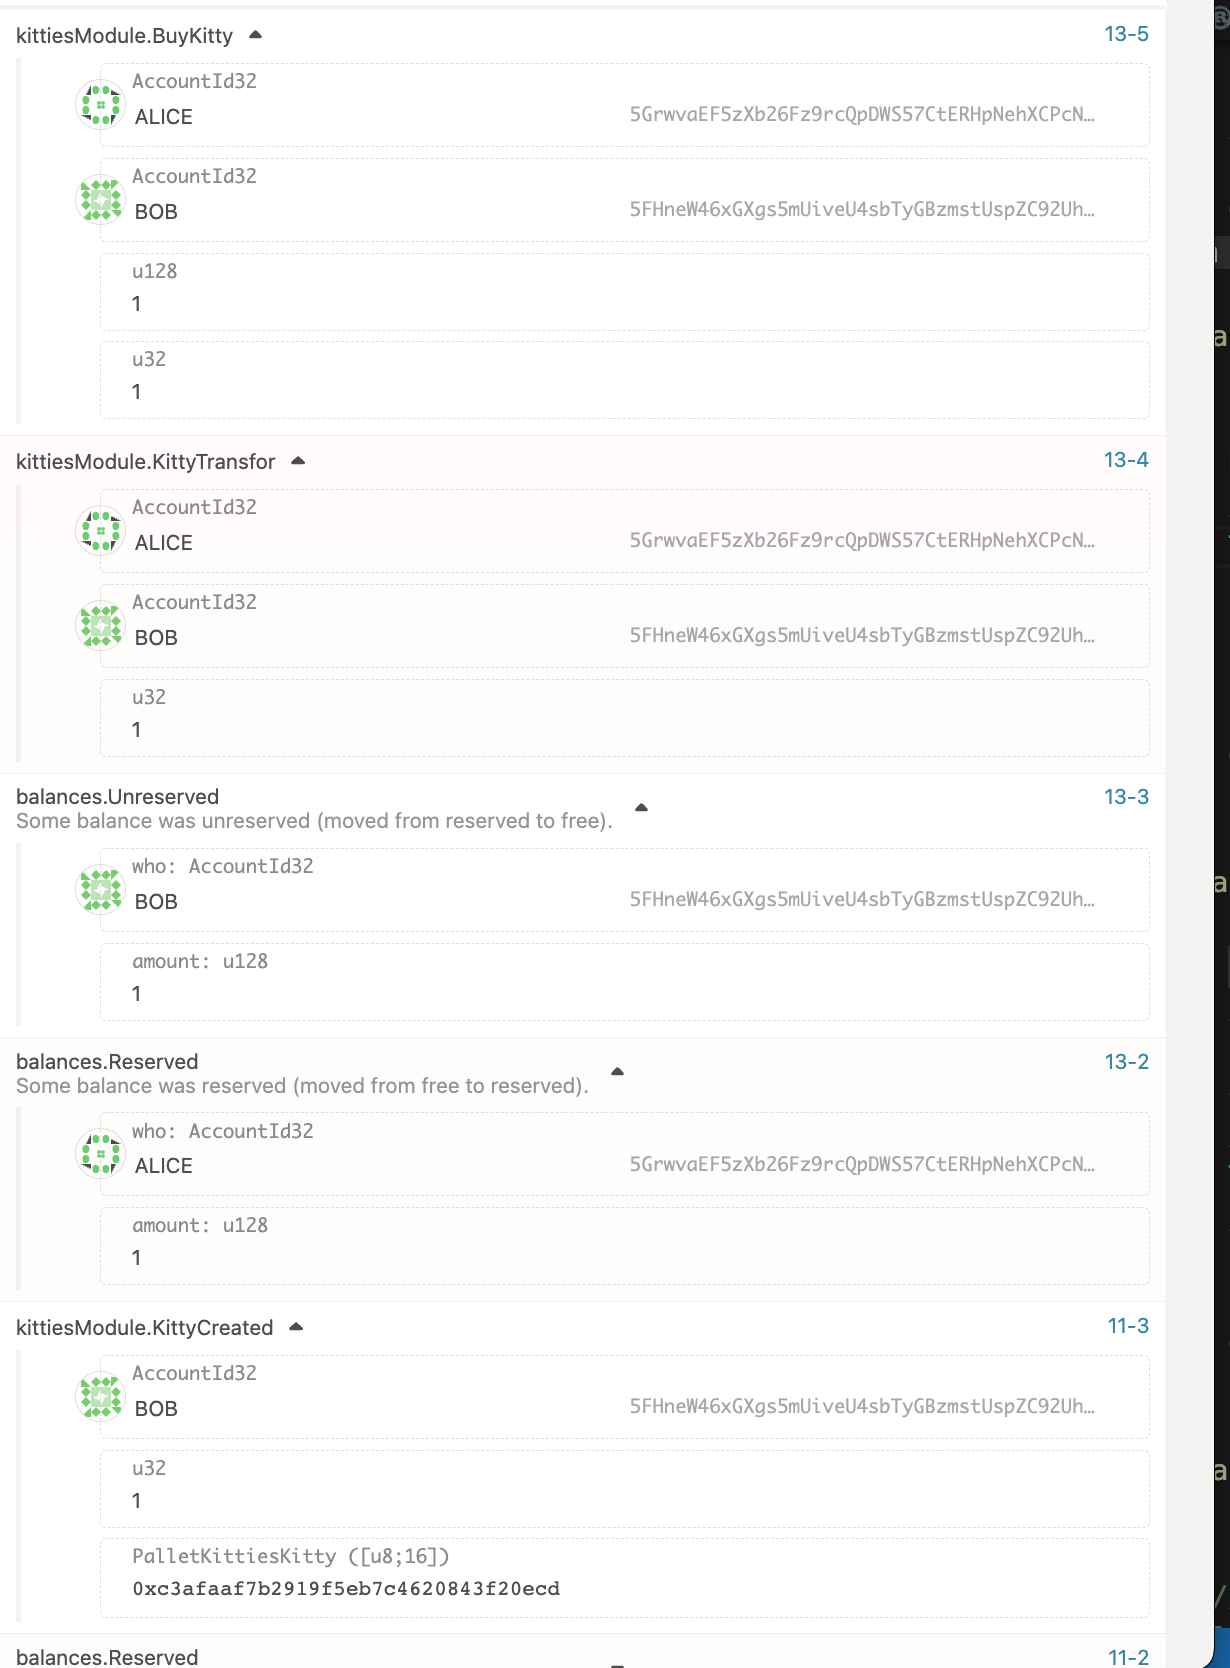 kittiesModule.BuyKitty 13-5
AccountId32
ALICE 5GrwvaEF5zXb26Fz9rcQpDWS57CtERHpNehXCPcN…
AccountId32
BOB 5FHneW46xGXgs5mUiveU4sbTyGBzmstUspZC92Uh…
u128
1
u32
1
kittiesModule.KittyTransfor 13-4
AccountId32
ALICE 5GrwvaEF5zXb26Fz9rcQpDWS57CtERHpNehXCPcN…
AccountId32
BOB 5FHneW46xGXgs5mUiveU4sbTyGBzmstUspZC92Uh…
u32
1
balances.Unreserved 13-3
Some balance was unreserved (moved from reserved to free).
who: AccountId32
BOB 5FHneW46xGXgs5mUiveU4sbTyGBzmstUspZC92Uh…
amount: u128
1
balances.Reserved 13-2
Some balance was reserved (moved from free to reserved).
who: AccountId32
ALICE 5GrwvaEF5zXb26Fz9rcQpDWS57CtERHpNehXCPcN…
amount: u128
1
kittiesModule.KittyCreated 11-3
AccountId32
BOB 5FHneW46xGXgs5mUiveU4sbTyGBzmstUspZC92Uh…
u32
1
PalletKittiesKitty ([u8;16])
0xc3afaaf7b2919f5eb7c4620843f20ecd
balances.Reserved 11-2